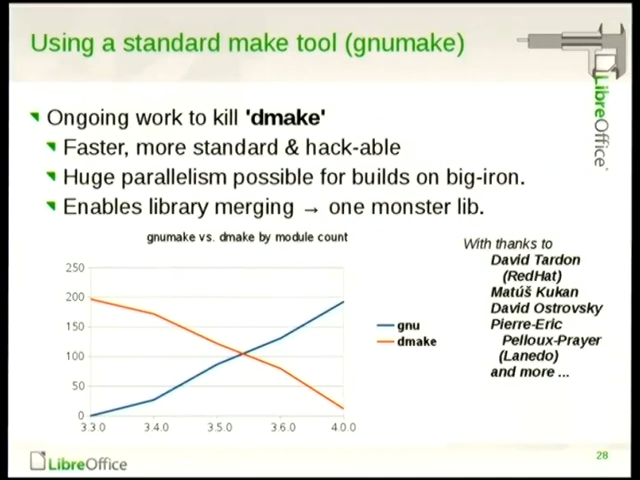 Using a standard make tool (gnumake)
LibreOffice
Ongoing work to kill 'dmake'
Faster, more standard & hack-able
Huge parallelism possible for builds on big-iron.
Enables library merging → one monster lib.
gnumake vs. dmake by module count
250
200
150
100
50
0
3.3.0
3.4.0
3.5.0
3.6.0
4.0.0
gnu
dmake
With thanks to
David Tardon
(RedHat)
Matúš Kukan
David Ostrovsky
Pierre-Eric
Pelloux-Prayer
(Lanedo)
and more ...
LibreOffice
28